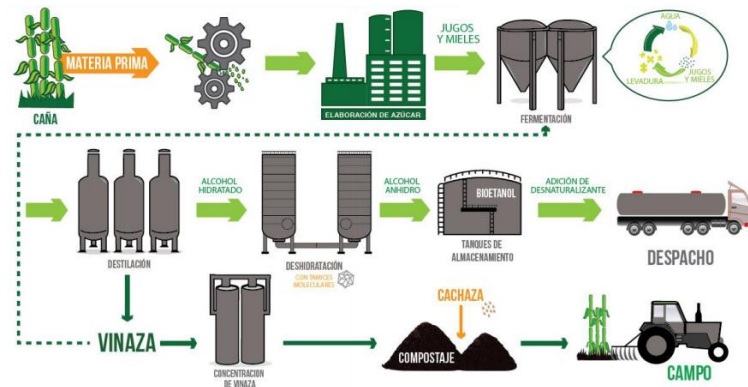 MATERIA PRIMA
CAÑA
ELABORACIÓN DE AZÚCAR
JUGOS
Y MIELES
FERMENTACIÓN
AGUA
LEVADURA
JUGOS
Y MIELES
DESTILACIÓN
ALCOHOL
HIDRATADO
DESHIDRATACIÓN
CON TAMICES
MOLECULARES
ALCOHOL
ANHIDRO
BIOETANOL
TANQUES DE
ALMACENAMIENTO
ADICIÓN DE
DESNATURALIZANTE
DESPACHO
VINAZA
CONCENTRACION
DE VINAZA
CACHAZA
COMPOSTAJE
CAMPO